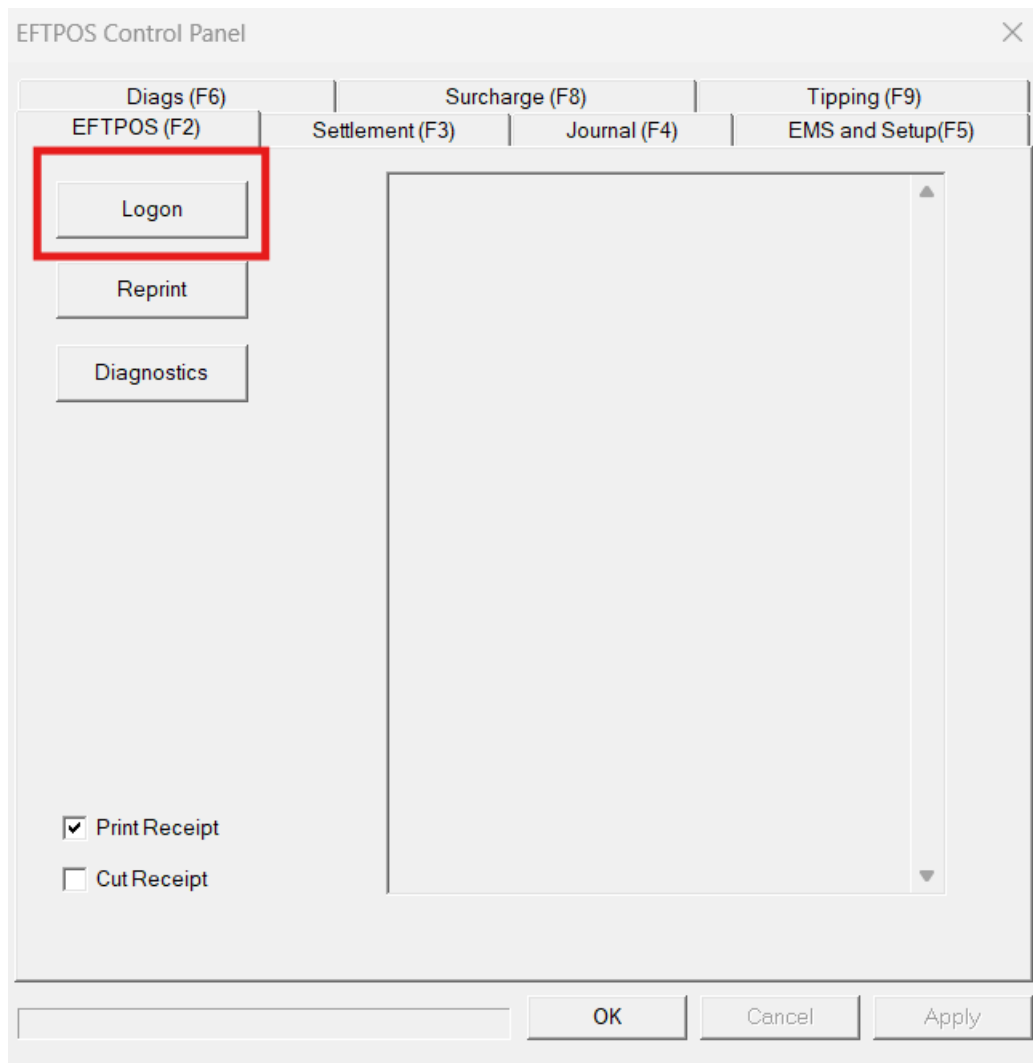 EFTPOS Control Panel
Diags (F6)
Surcharge (F8)
Tipping (F9)
EFTPOS (F2)
Settlement (F3)
Journal (F4)
EMS and Setup(F5)
Logon
Reprint
Diagnostics
Print Receipt
Cut Receipt
OK
Cancel
Apply